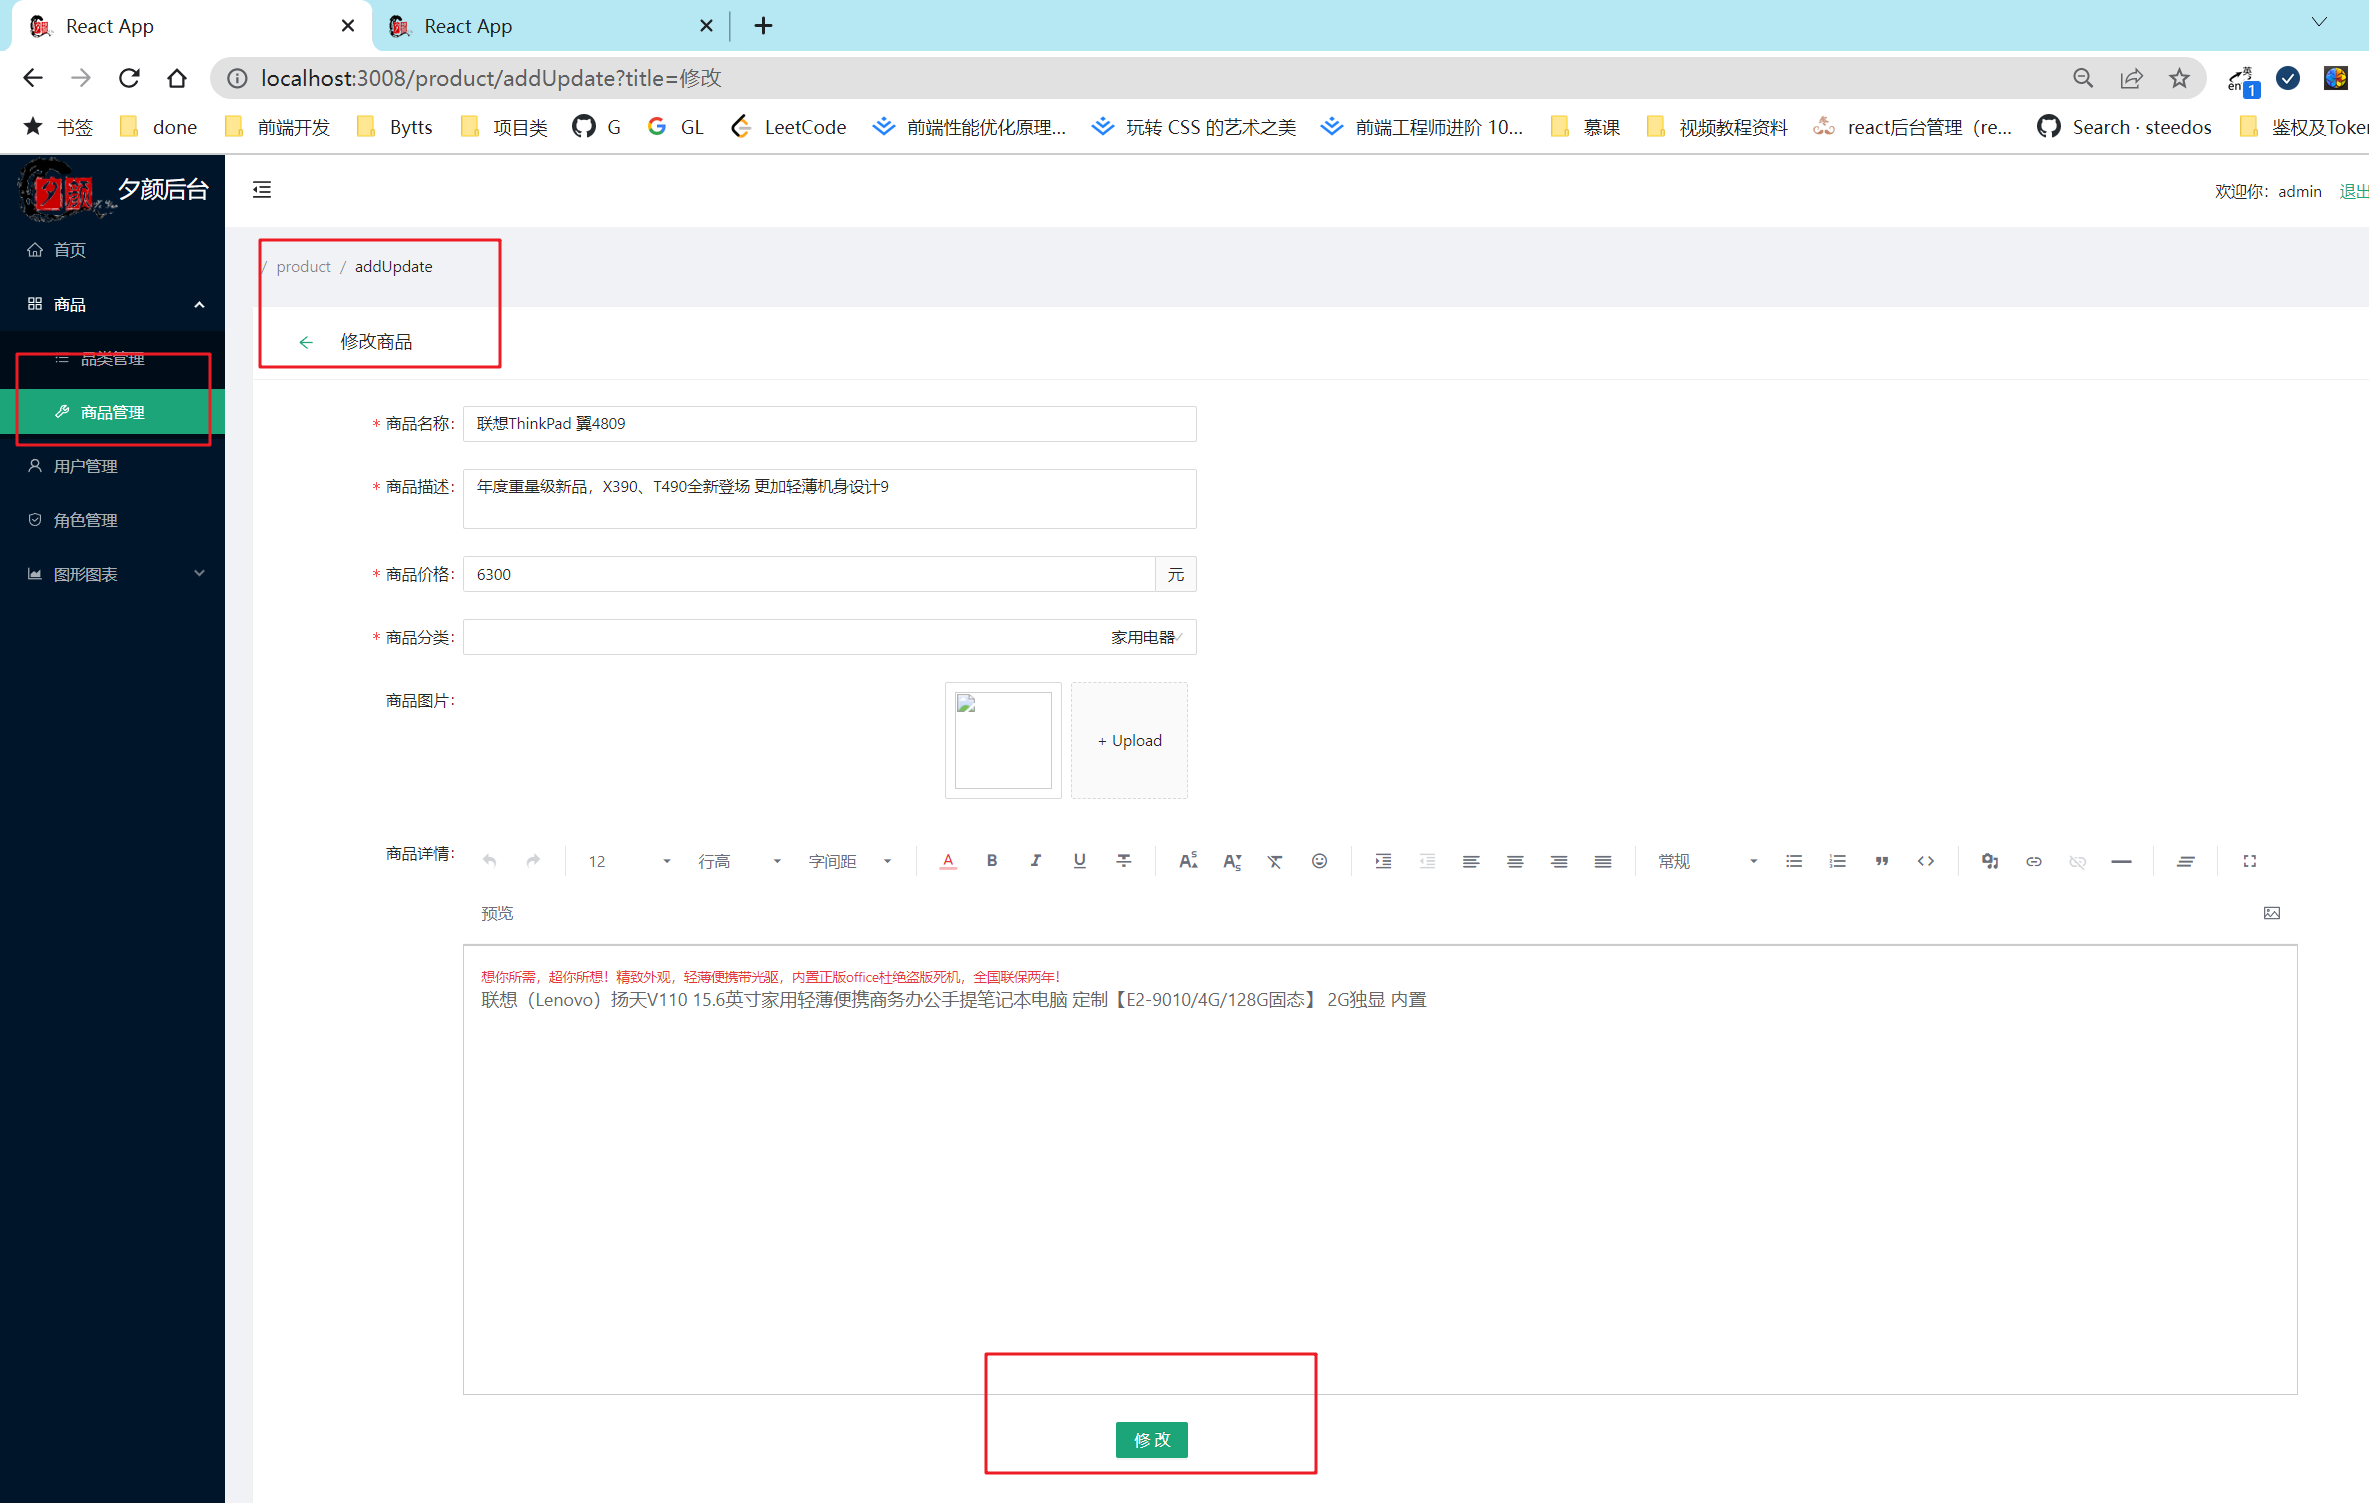 React App
React App
localhost:3008/product/addUpdate?title=修改
英
en
1
书签
done
前端开发
Bytts
项目类
G
GL
LeetCode
前端性能优化原理...
玩转 CSS 的艺术之美
前端工程师进阶 10...
慕课
视频教程资料
react后台管理（re...
Search · steedos
鉴权及Token
夕颜后台
欢迎你：admin
退出
首页
商品
品类管理
商品管理
用户管理
角色管理
图形图表
/ product / addUpdate
修改商品
* 商品名称：
联想ThinkPad 翼4809
* 商品描述：
年度重量级新品，X390、T490全新登场 更加轻薄机身设计9
* 商品价格：
6300
元
* 商品分类：
家用电器
商品图片：
+ Upload
商品详情：
12
行高
字间距
常规
预览
想你所需，超你所想！精致外观，轻薄便携带光驱，内置正版office杜绝盗版死机，全国联保两年！
联想（Lenovo）扬天V110 15.6英寸家用轻薄便携商务办公手提笔记本电脑 定制【E2-9010/4G/128G固态】 2G独显 内置
修 改